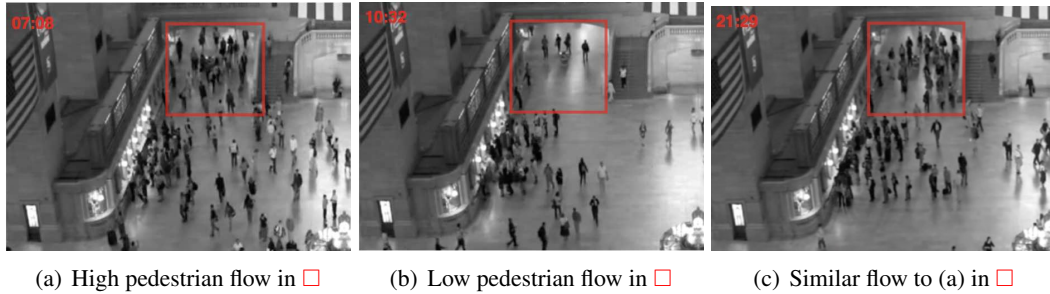 07:08
10:32
21:29
(a) High pedestrian flow in □
(b) Low pedestrian flow in □
(c) Similar flow to (a) in □